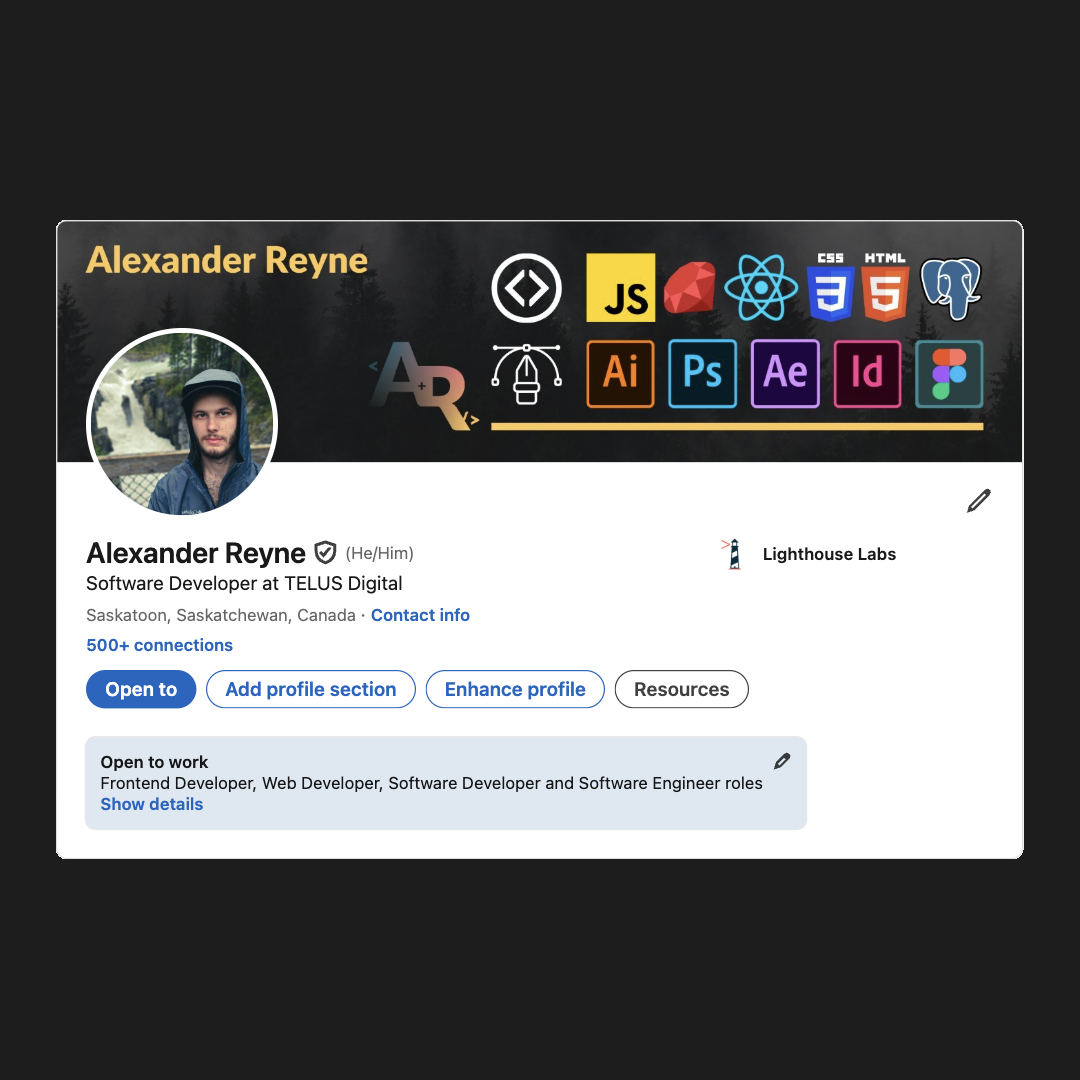 Alexander Reyne
CSS HTML
JS 3 5
<A+R/>
Ai Ps Ae Id
Alexander Reyne (He/Him)
Lighthouse Labs
Software Developer at TELUS Digital
Saskatoon, Saskatchewan, Canada · Contact info
500+ connections
Open to
Add profile section
Enhance profile
Resources
Open to work
Frontend Developer, Web Developer, Software Developer and Software Engineer roles
Show details